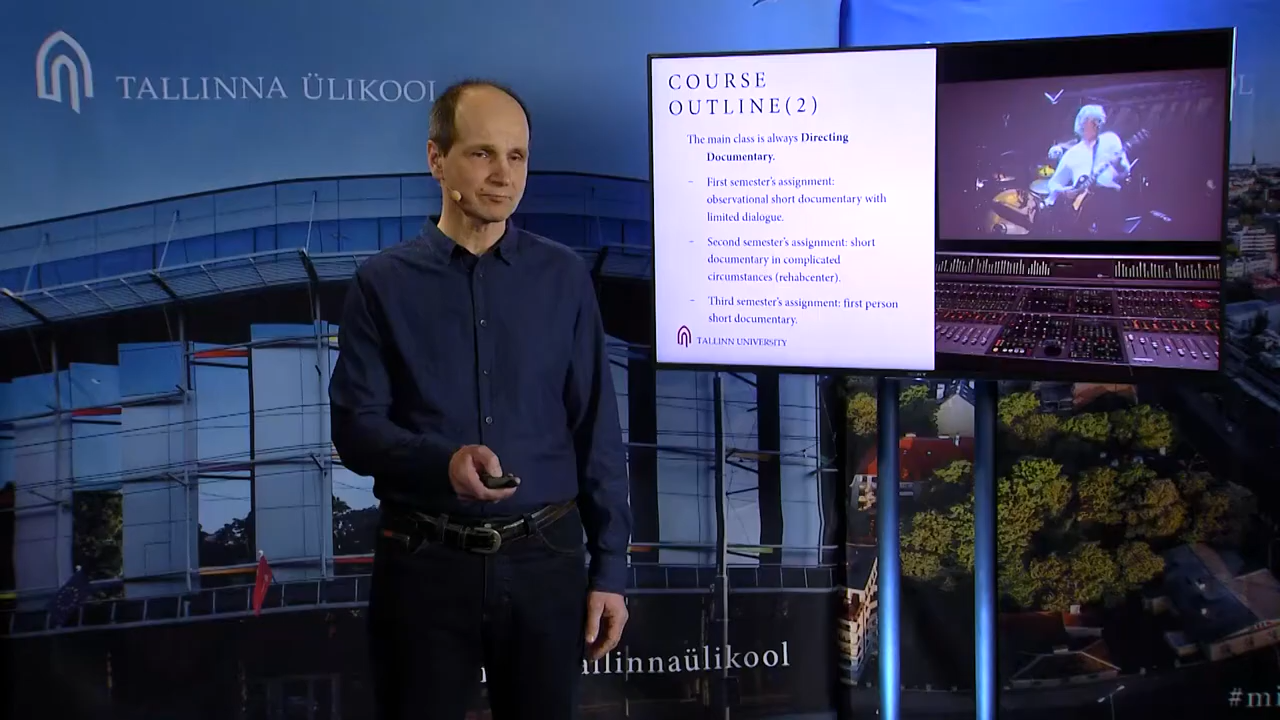 TALLINNA ÜLIKOOL
COURSE
OUTLINE(2)
The main class is always Directing
Documentary.
– First semester's assignment:
observational short documentary with
limited dialogue.
– Second semester's assignment: short
documentary in complicated
circumstances (rehabcenter).
– Third semester's assignment: first person
short documentary.
TALLINN UNIVERSITY
allinnaülikool
#mi